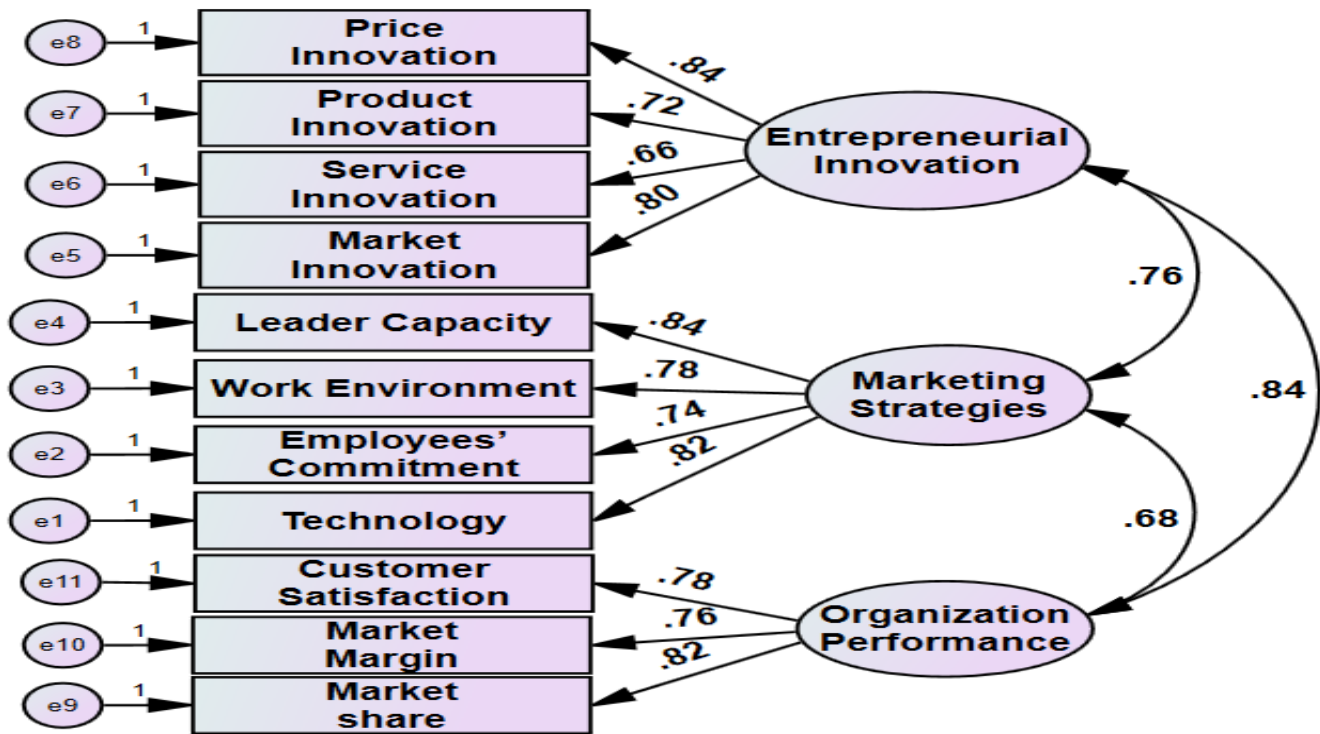 e8
1
Price
Innovation
.84
e7
1
Product
Innovation
.72
Entrepreneurial
Innovation
e6
1
Service
Innovation
.66
e5
1
Market
Innovation
.80
.76
e4
1
Leader Capacity
.84
e3
1
Work Environment
.78
Marketing
Strategies
.84
e2
1
Employees’
Commitment
.74
e1
1
Technology
.82
.68
e11
1
Customer
Satisfaction
.78
e10
1
Market
Margin
.76
Organization
Performance
e9
1
Market
share
.82